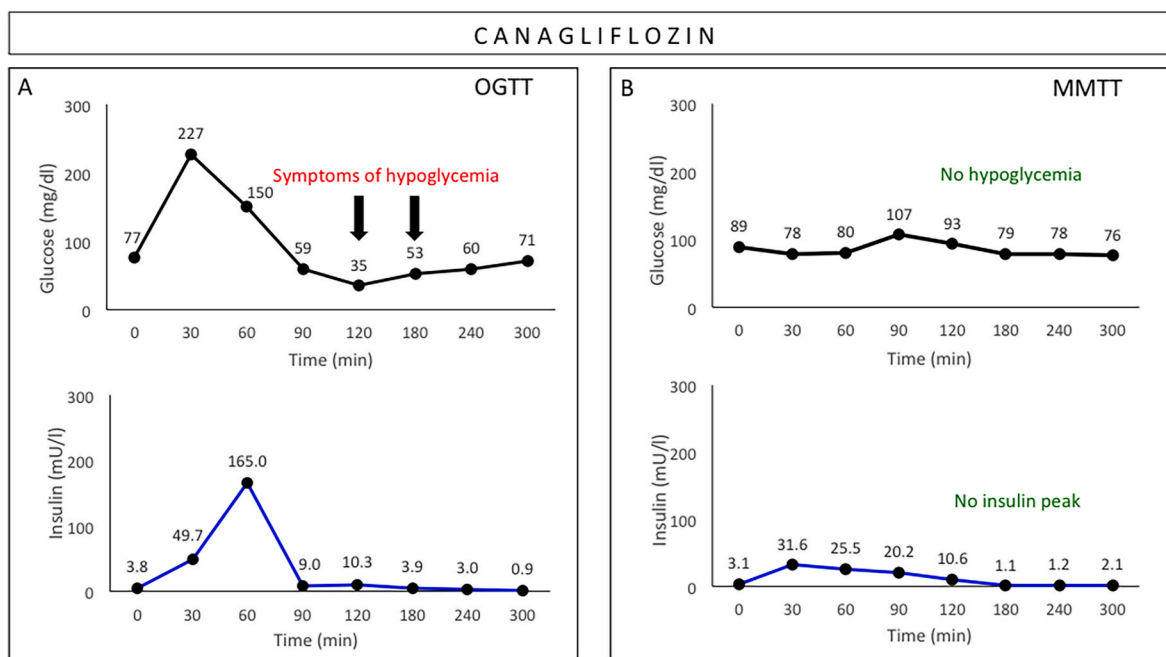 CANAGLIFLOZIN
A
OGTT
Glucose (mg/dl)
300
200
100
0
77
227
150
59
35
53
60
71
Symptoms of hypoglycemia
0 30 60 90 120 180 240 300
Time (min)
Insulin (mU/l)
300
200
100
0
3.8
49.7
165.0
9.0
10.3
3.9
3.0
0.9
0 30 60 90 120 180 240 300
Time (min)
B
MMTT
Glucose (mg/dl)
300
200
100
0
No hypoglycemia
89
78
80
107
93
79
78
76
0 30 60 90 120 180 240 300
Time (min)
Insulin (mU/l)
300
200
100
0
No insulin peak
3.1
31.6
25.5
20.2
10.6
1.1
1.2
2.1
0 30 60 90 120 180 240 300
Time (min)